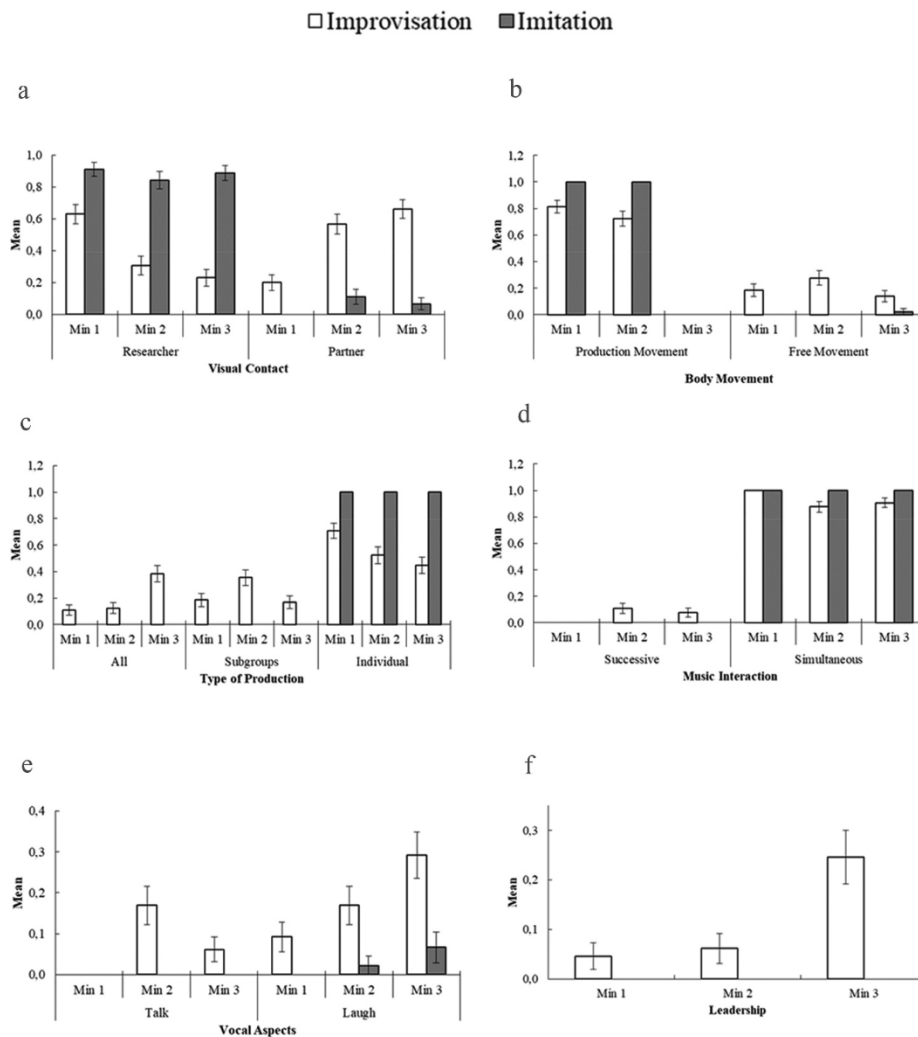 Improvisation Imitation
a
1,0
0,8
0,6
0,4
0,2
0,0
Mean
Min 1 Min 2 Min 3 Min 1 Min 2 Min 3
Researcher Partner
Visual Contact
b
1,2
1,0
0,8
0,6
0,4
0,2
0,0
Mean
Min 1 Min 2 Min 3 Min 1 Min 2 Min 3
Production Movement Free Movement
Body Movement
c
1,2
1,0
0,8
0,6
0,4
0,2
0,0
Mean
Min 1 Min 2 Min 3 Min 1 Min 2 Min 3 Min 1 Min 2 Min 3
All Subgroups Individual
Type of Production
d
1,2
1,0
0,8
0,6
0,4
0,2
0,0
Mean
Min 1 Min 2 Min 3 Min 1 Min 2 Min 3
Successive Simultaneous
Music Interaction
e
0,4
0,3
0,2
0,1
0,0
Mean
Min 1 Min 2 Min 3 Min 1 Min 2 Min 3
Talk Laugh
Vocal Aspects
f
0,3
0,2
0,1
0,0
Mean
Min 1 Min 2 Min 3
Leadership